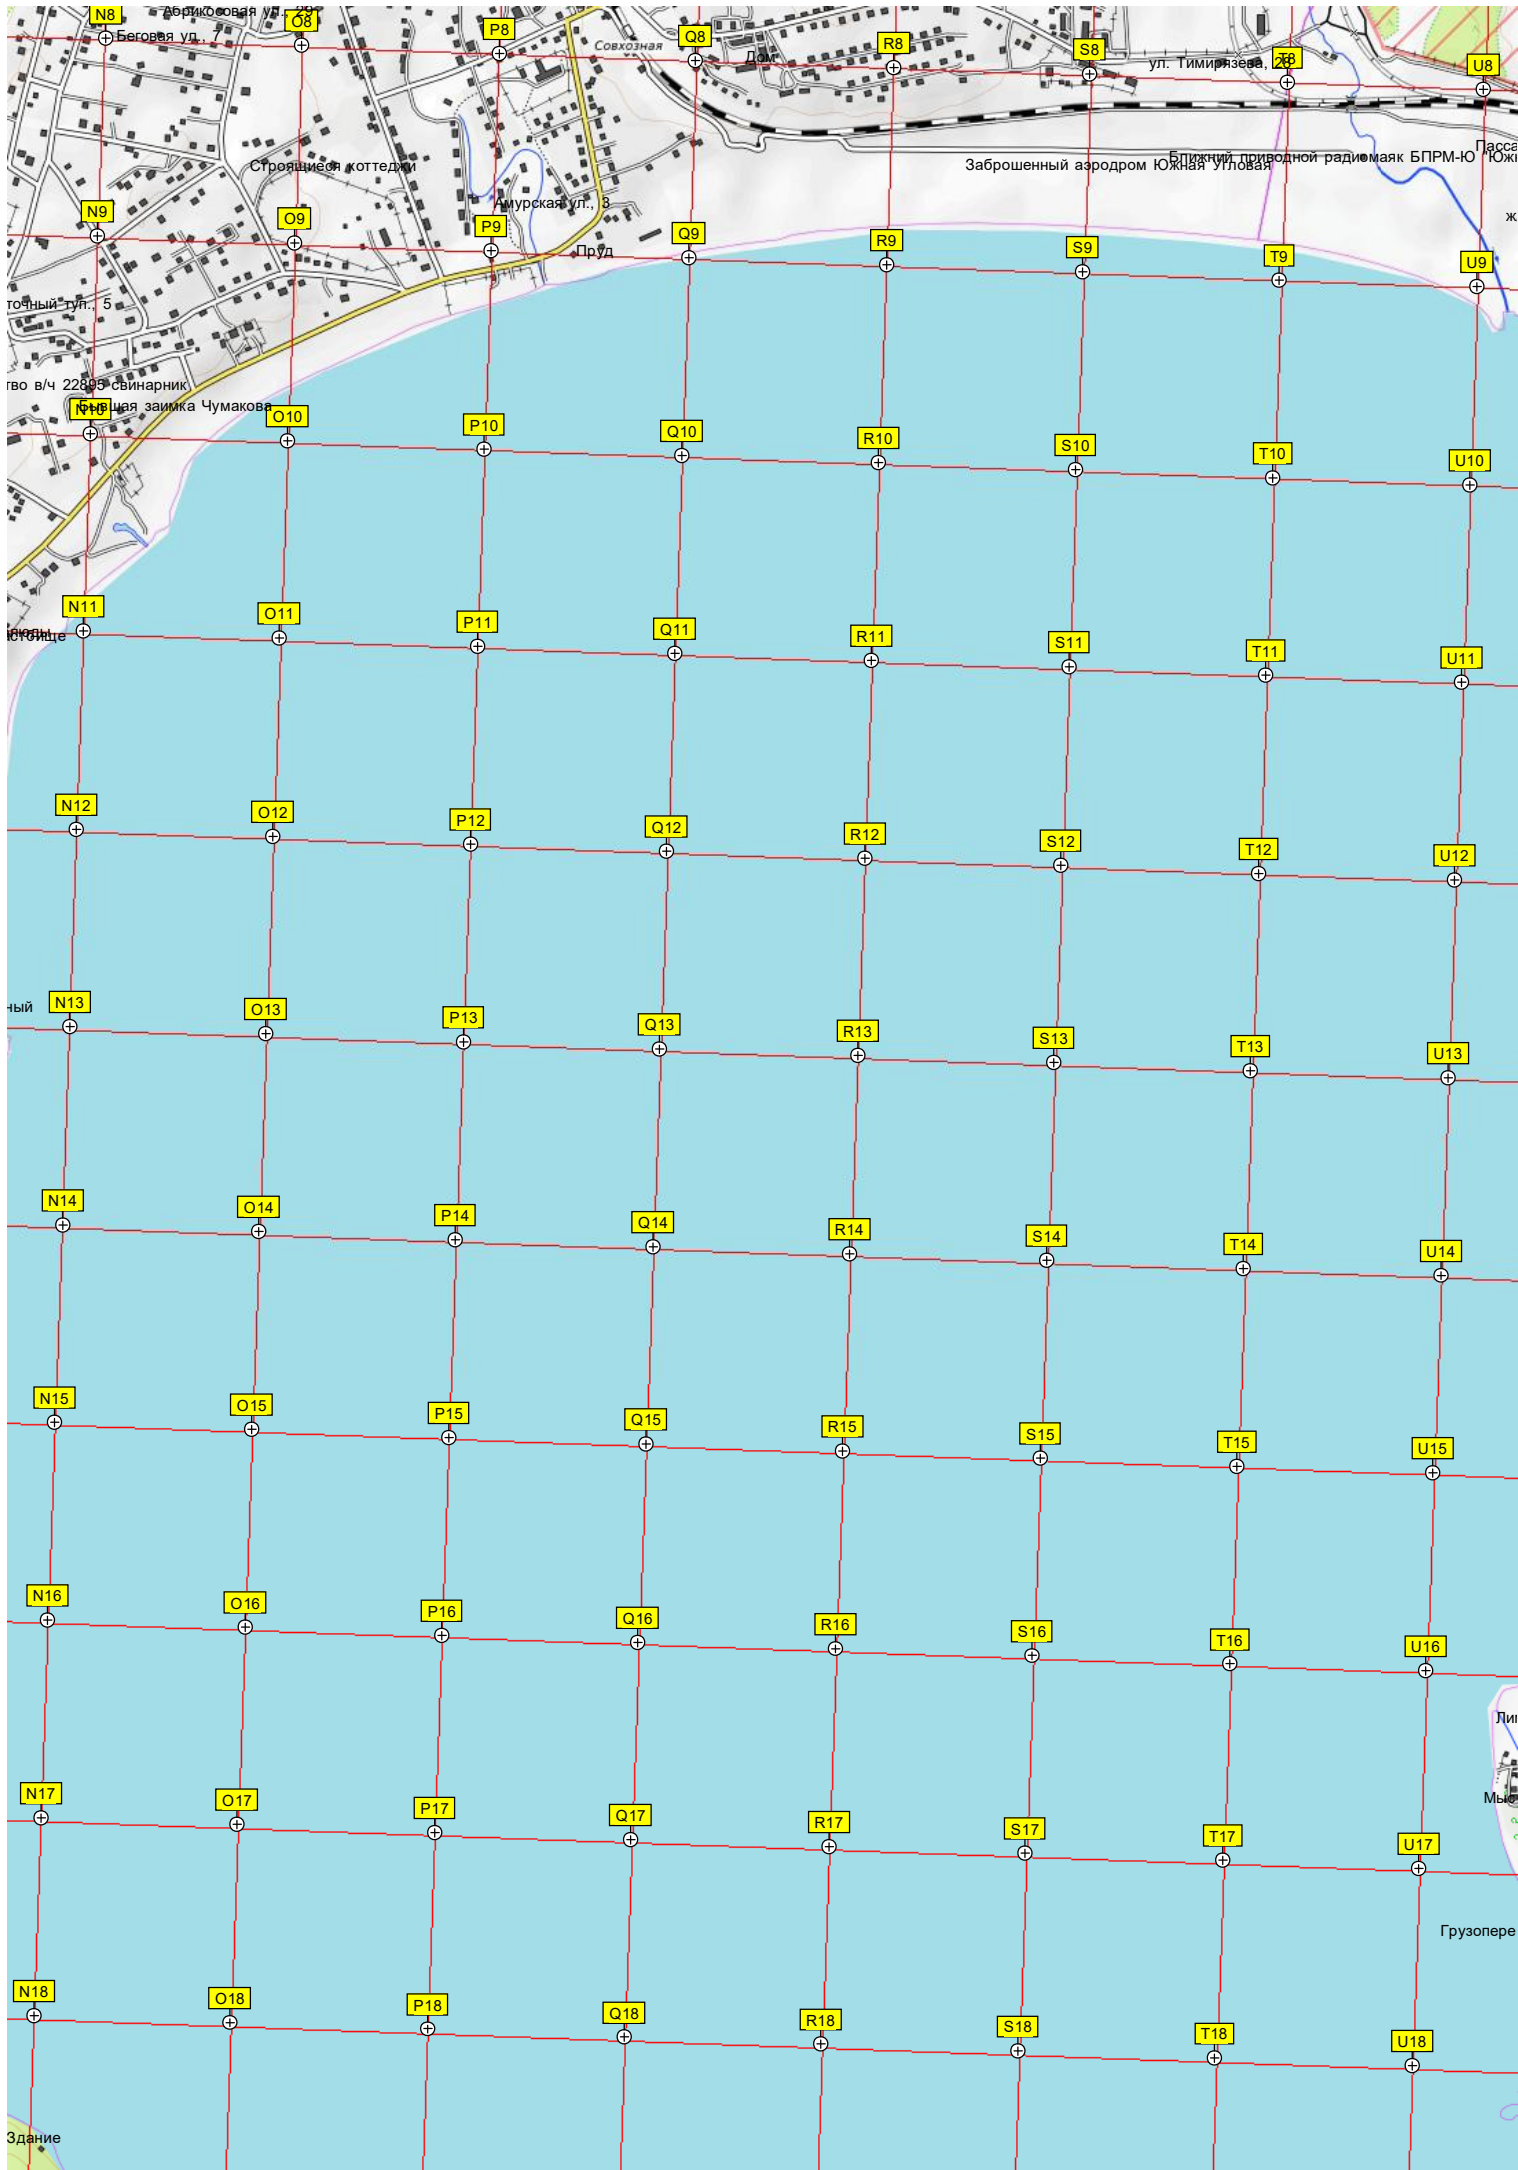 N8
Абрикосовая ул., 29
O8
Беговая ул., 7
P8
Совхозная
Q8
Дом
R8
S8
ул. Тимирязева, 28
T8
U8
Строящиеся коттеджи
Заброшенный аэродром Южная Угловая
Ближний приводной радиомаяк БПРМ-Ю "Южн
Пасса
Амурская ул., 3
ж
N9
O9
P9
Пруд
Q9
R9
S9
T9
U9
точный туп., 5
тво в/ч 22895 свинарник
N10
Бывшая заимка Чумакова
O10
P10
Q10
R10
S10
T10
U10
N11
O11
P11
Q11
R11
S11
T11
U11
N12
O12
P12
Q12
R12
S12
T12
U12
ный
N13
O13
P13
Q13
R13
S13
T13
U13
N14
O14
P14
Q14
R14
S14
T14
U14
N15
O15
P15
Q15
R15
S15
T15
U15
N16
O16
P16
Q16
R16
S16
T16
U16
Лим
Мыс
N17
O17
P17
Q17
R17
S17
T17
U17
Грузопере
N18
O18
P18
Q18
R18
S18
T18
U18
Здание